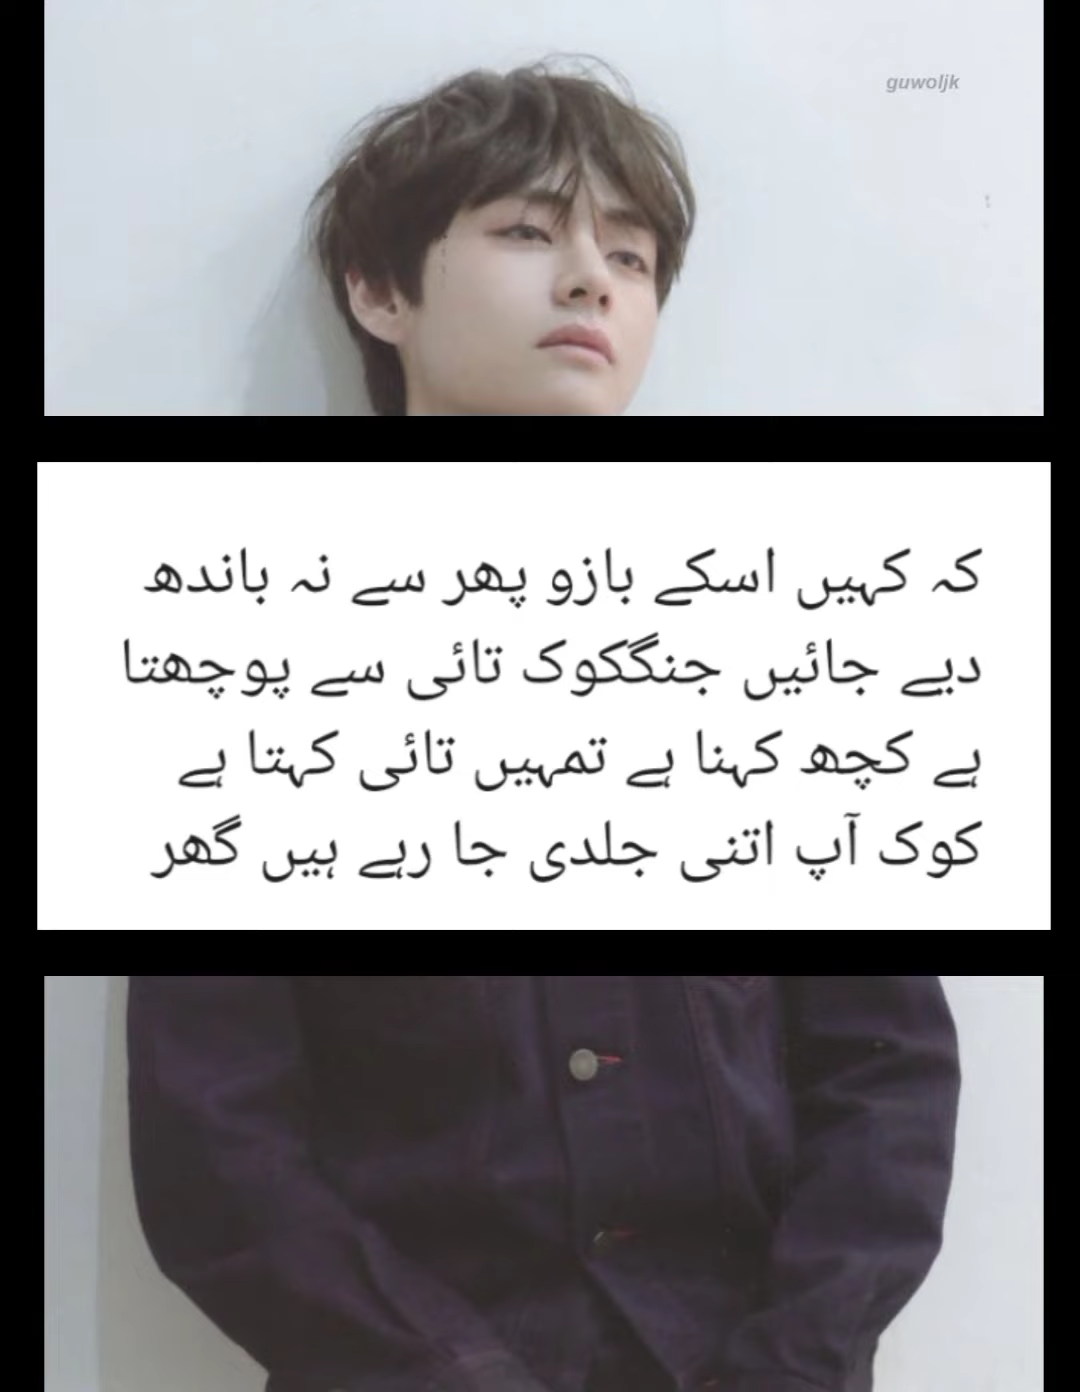 guwoljk
کہ کہیں اسکے بازو پھر سے نہ باندھ
دیے جائیں جنگکوک تائی سے پوچھتا
ہے کچھ کہنا ہے تمہیں تائی کہتا ہے
کوک آپ اتنی جلدی جا رہے ہیں گھر